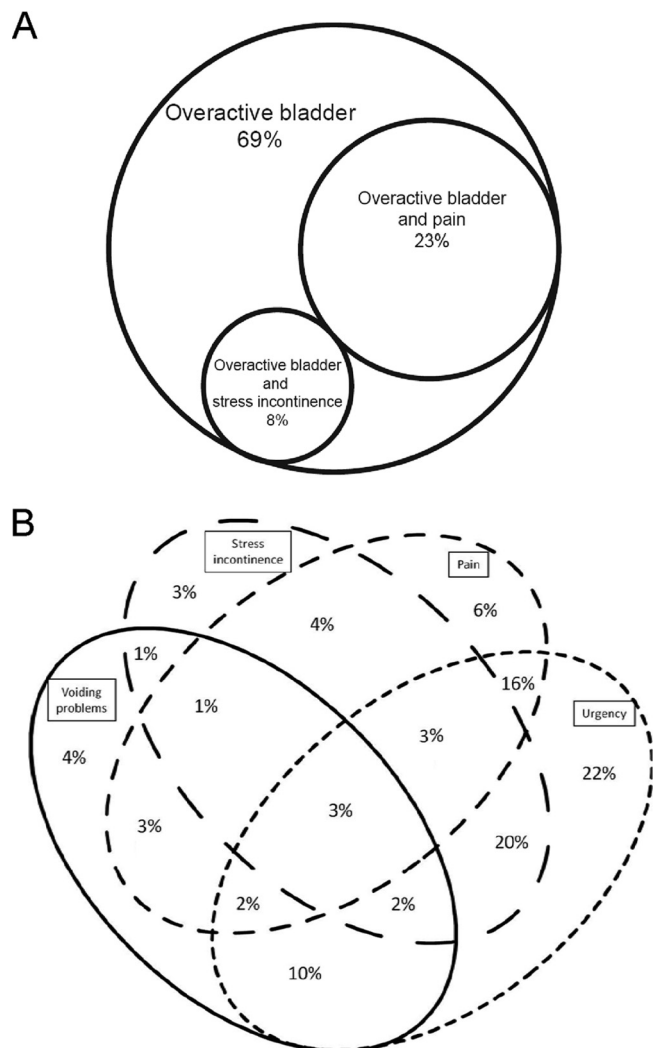 A
Overactive bladder
69%
Overactive bladder
and pain
23%
Overactive bladder
and
stress incontinence
8%
B
Stress
incontinence
Pain
3%
4%
6%
1%
Voiding
problems
1%
16%
Urgency
4%
3%
22%
3%
3%
20%
2%
2%
10%